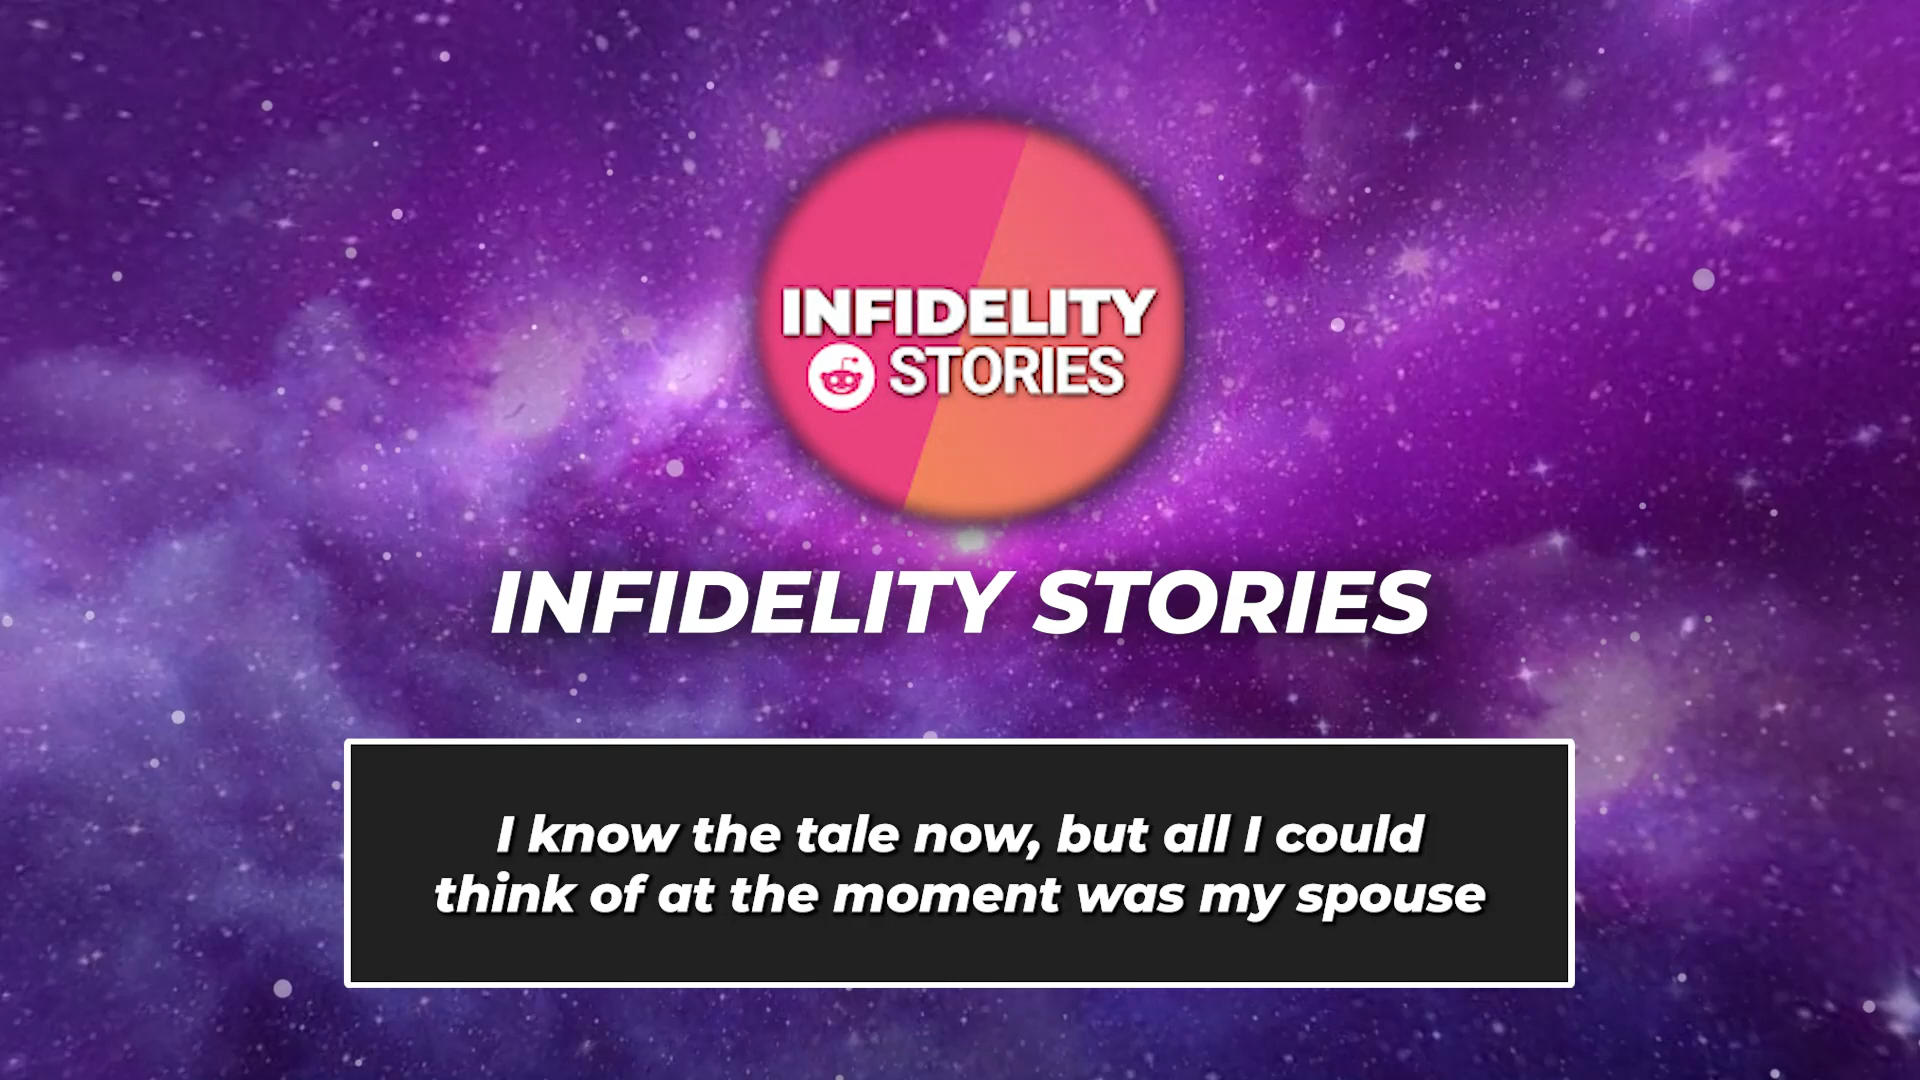 INFIDELITY
STORIES
INFIDELITY STORIES
I know the tale now, but all I could
think of at the moment was my spouse